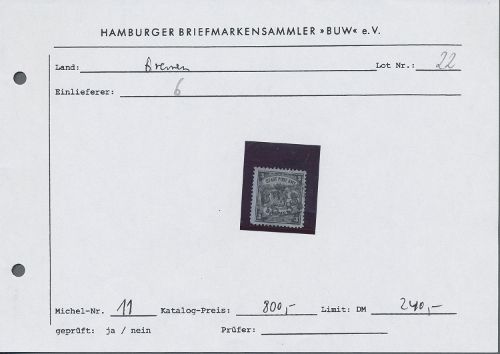 HAMBURGER BRIEFMARKENSAMMLER »BUW« e.V.
Land: Bremen Lot Nr.: 22
Einlieferer: 6
Michel-Nr. 11 Katalog-Preis: 800,- Limit: DM 240,-
geprüft: ja / nein Prüfer: